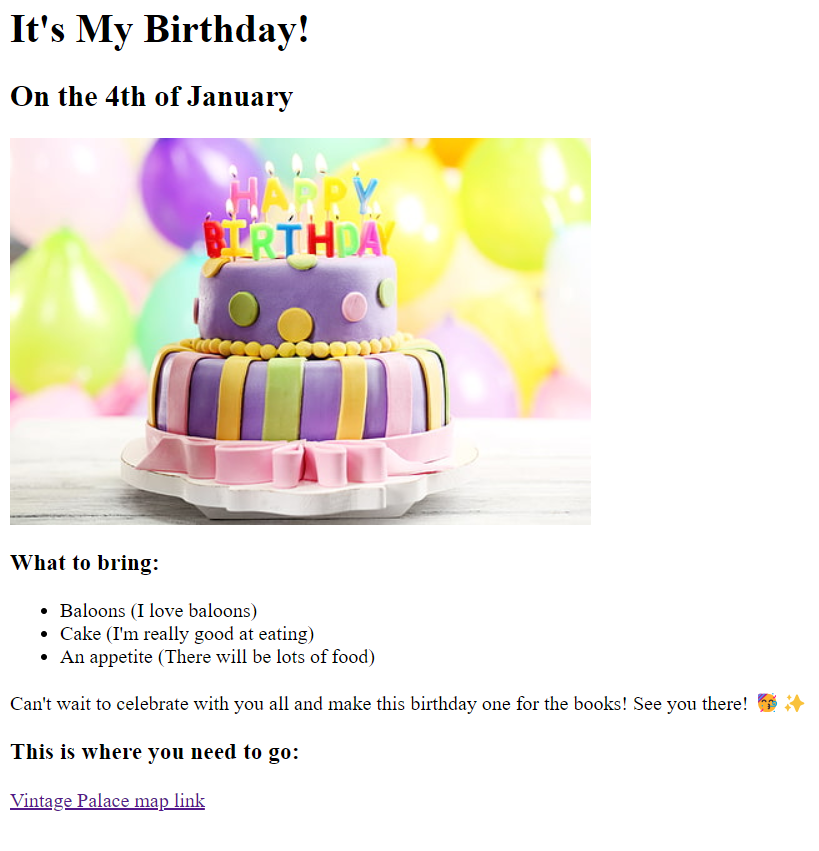 It's My Birthday!
On the 4th of January
HAPPY
BIRTHDAY
What to bring:
Baloons (I love baloons)
Cake (I'm really good at eating)
An appetite (There will be lots of food)
Can't wait to celebrate with you all and make this birthday one for the books! See you there! 🥳 ✨
This is where you need to go:
Vintage Palace map link